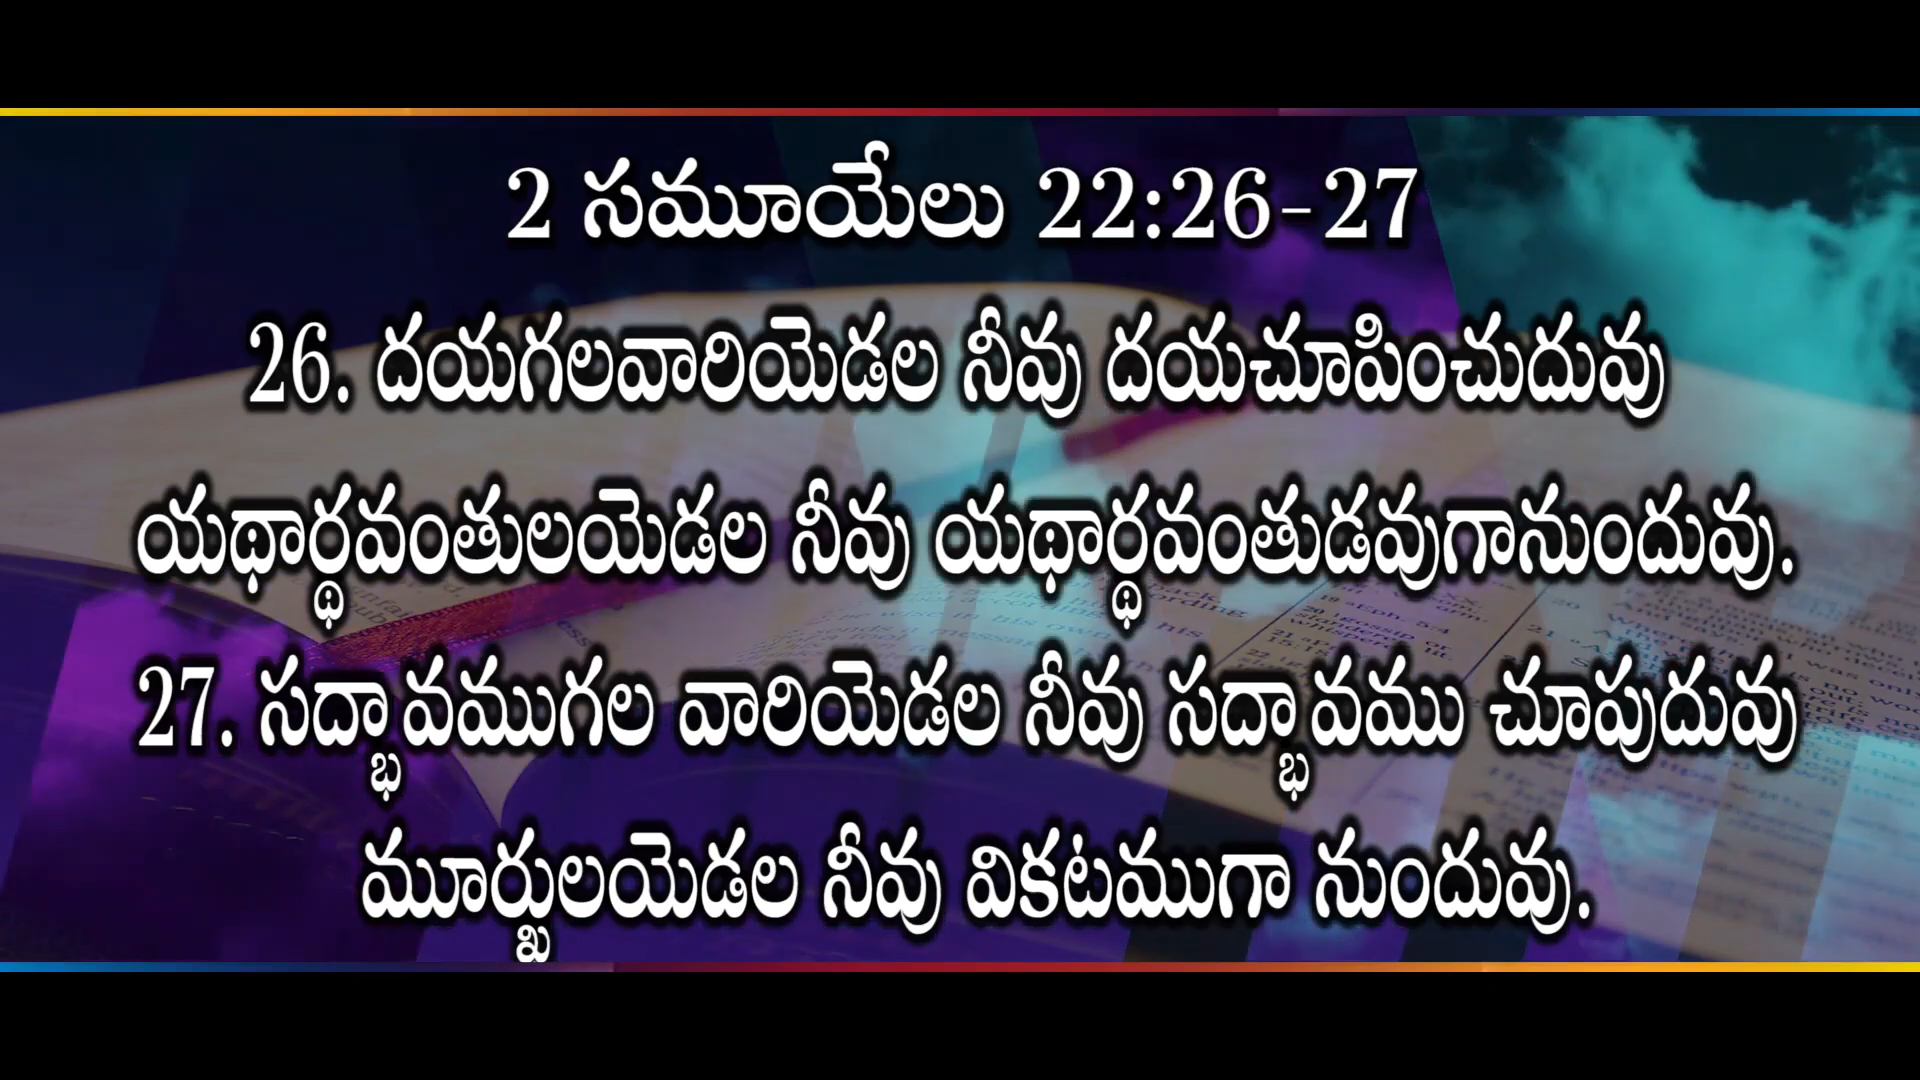 2 సమూయేలు 22:26-27
26. దయగలవారియెడల నీవు దయచూపించుదువు
యథార్థవంతులయెడల నీవు యథార్థవంతుడవుగానుందువు.
27. సద్భావముగల వారియెడల నీవు సద్భావము చూపుదువు
మూర్ఖులయెడల నీవు వికటముగా నుందువు.